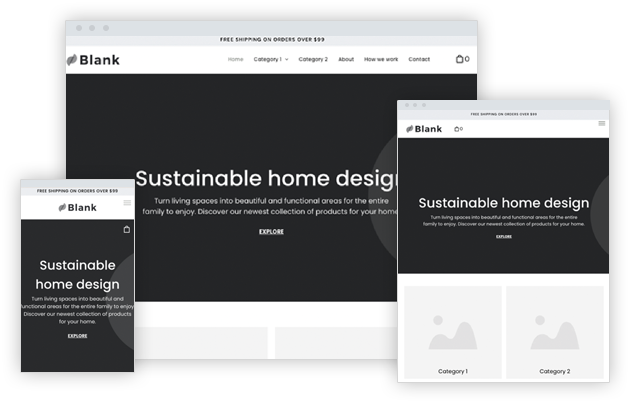 FREE SHIPPING ON ORDERS OVER $99
Blank
Home Category 1 Category 2 About How we work Contact 0
Sustainable home design
Turn living spaces into beautiful and functional areas for the entire
family to enjoy. Discover our newest collection of products for your home.
EXPLORE
FREE SHIPPING ON ORDERS OVER $99
Blank
Sustainable
home design
Turn living spaces into beautiful and
functional areas for the entire family to enjoy.
Discover our newest collection of products
for your home.
EXPLORE
FREE SHIPPING ON ORDERS OVER $99
Blank 0
Sustainable home design
Turn living spaces into beautiful and functional areas for the entire
family to enjoy. Discover our newest collection of products for your home.
EXPLORE
Category 1
Category 2